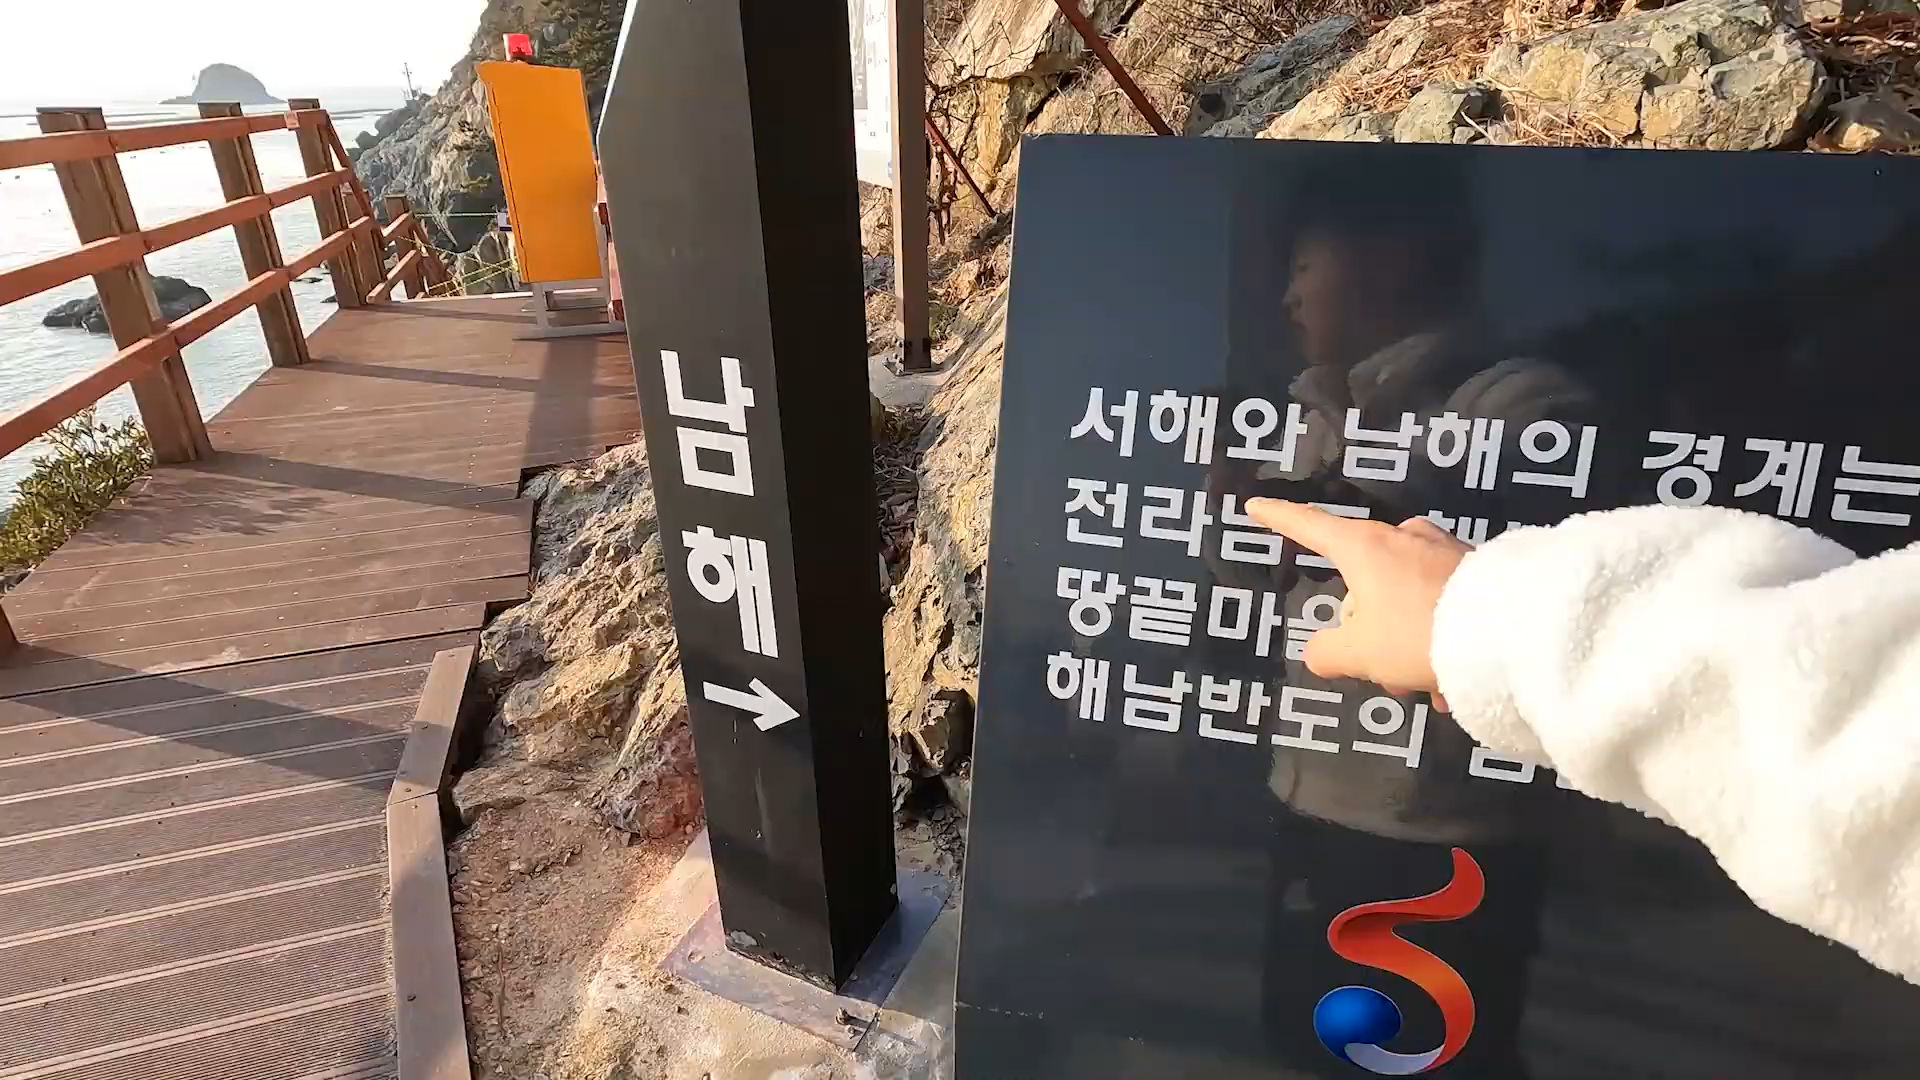 남해
→
서해와 남해의 경계는
전라남도
땅끝마을
해남반도의